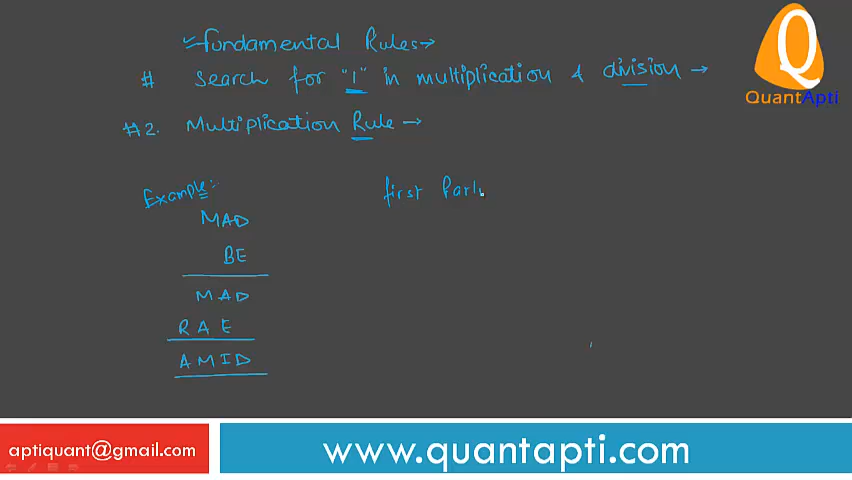 Fundamental Rules→
# Search for "1" in multiplication & division →
#2. Multiplication Rule →
Example:-
first Parti
MAD
BE
MAD
RAE
AMID
QuantApti
aptiquant@gmail.com
www.quantapti.com